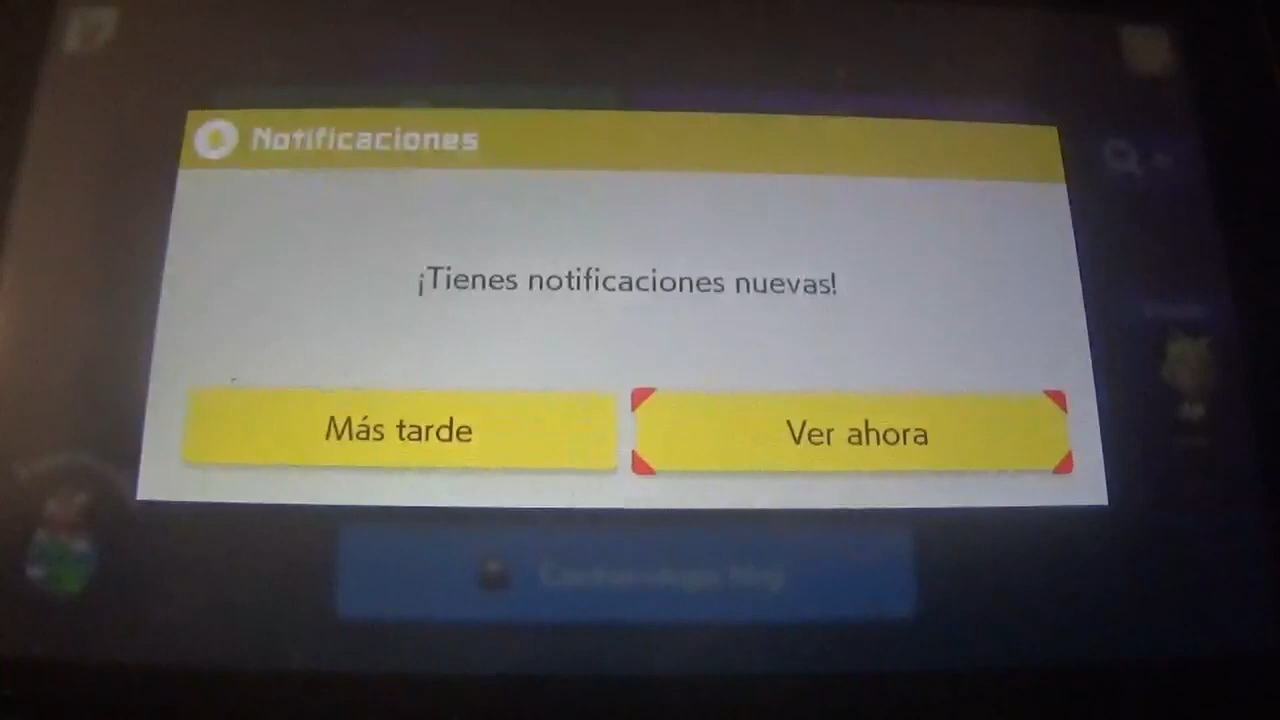 Notificaciones
¡Tienes notificaciones nuevas!
Más tarde
Ver ahora